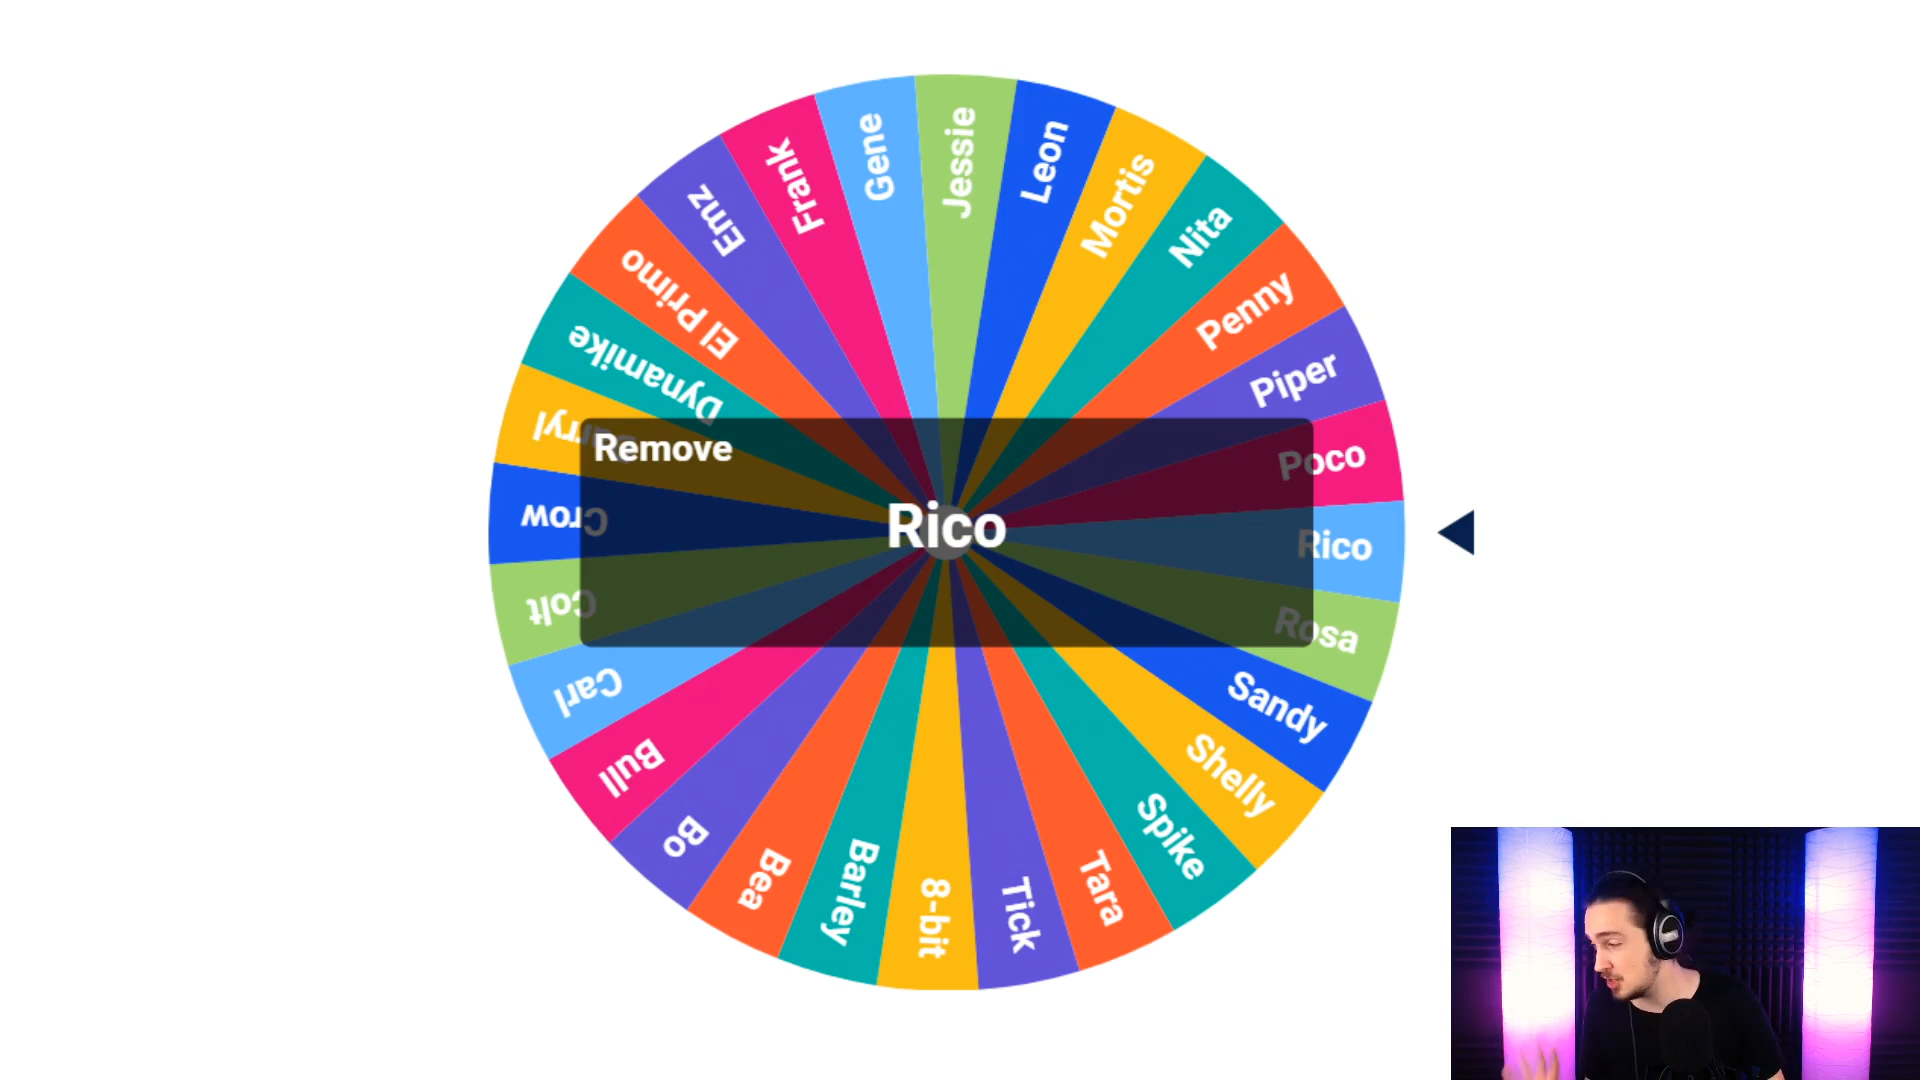 Jessie
Leon
Mortis
Nita
Penny
Piper
Poco
Rico
Rosa
Sandy
Shelly
Spike
Tara
Tick
8-bit
Barley
Bea
Bo
Bull
Carl
Colt
Crow
Darryl
Dynamike
El Primo
Emz
Frank
Gene
Remove
Rico